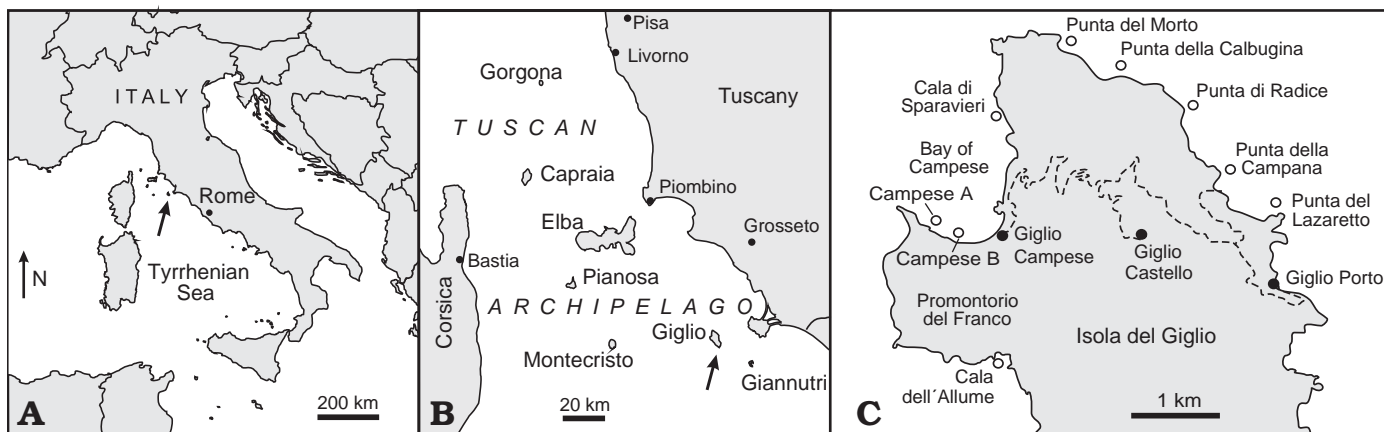 ITALY
Rome
Tyrrhenian
Sea
N
A
200 km
Pisa
Livorno
Gorgona
Tuscany
TUSCAN
Capraia
Piombino
Elba
Grosseto
Bastia
Pianosa
ARCHIPELAGO
Corsica
Giglio
Montecristo
Giannutri
B
20 km
Punta del Morto
Punta della Calbugina
Cala di
Sparavieri
Punta di Radice
Bay of
Campese
Punta della
Campana
Campese A
Punta del
Lazaretto
Campese B
Giglio
Campese
Giglio
Castello
Giglio Porto
Promontorio
del Franco
Isola del Giglio
Cala
dell´Allume
C
1 km